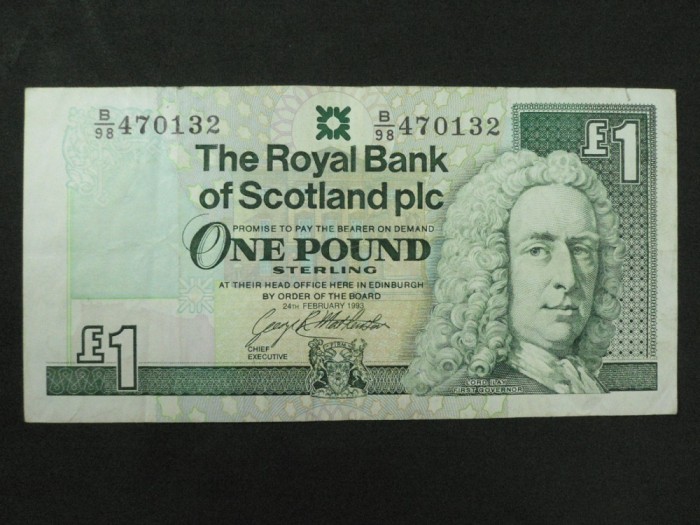 B/98 470132 B/98 470132
£1
The Royal Bank
of Scotland plc
PROMISE TO PAY THE BEARER ON DEMAND
ONE POUND
STERLING
AT THEIR HEAD OFFICE HERE IN EDINBURGH
BY ORDER OF THE BOARD
24TH FEBRUARY 1993
CHIEF
EXECUTIVE
£1
LORD ILAY
FIRST GOVERNOR